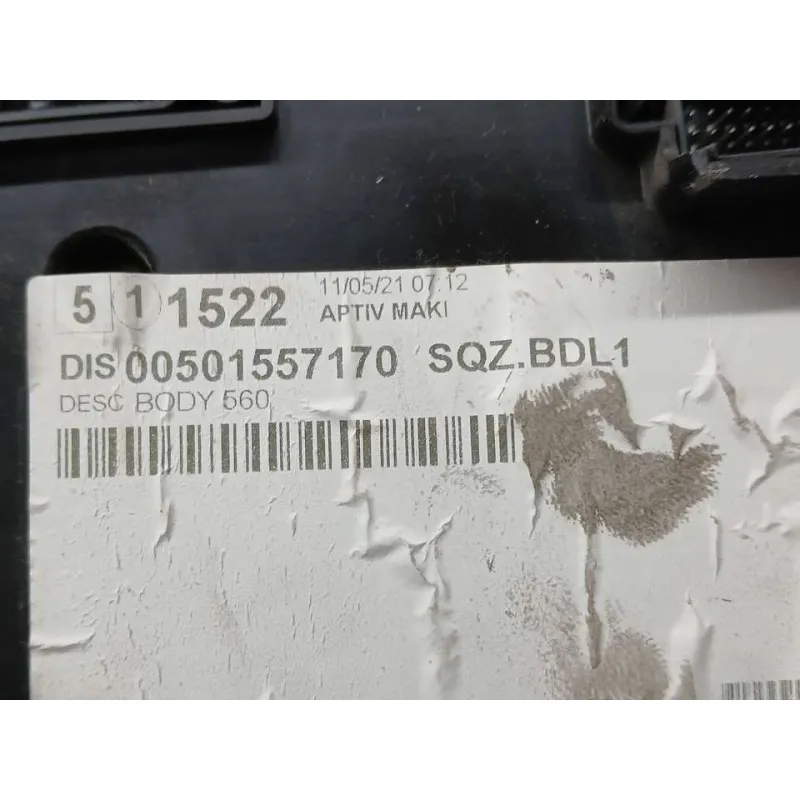 5 1 1522 11/05/21 07:12
APTIV MAKI
DIS 00501557170 SQZ.BDL1
DESC BODY 560